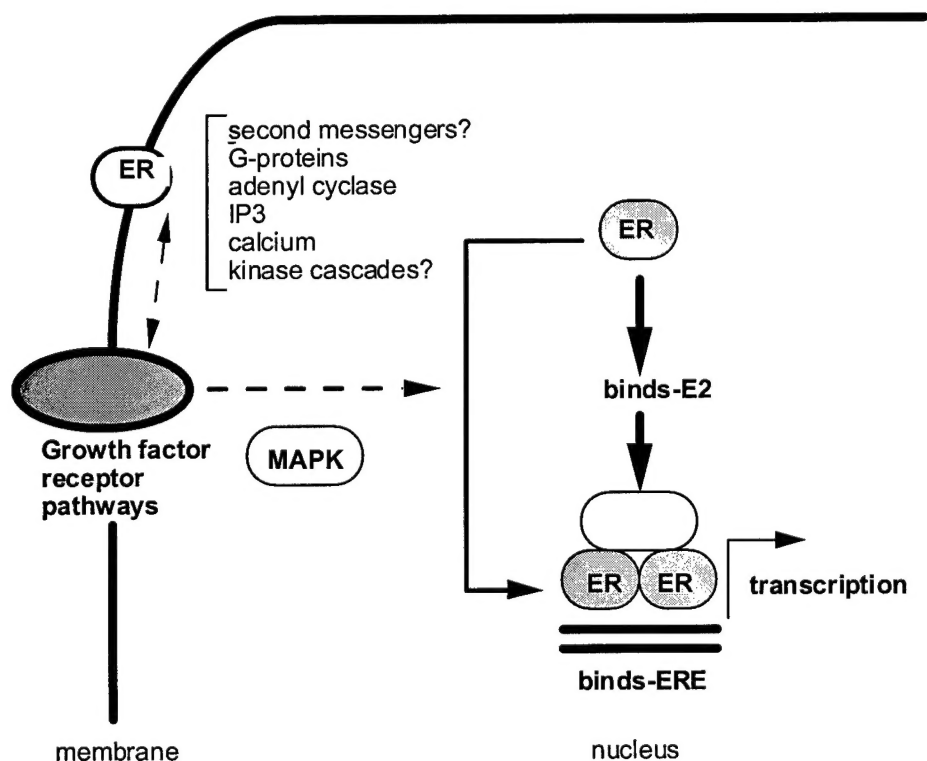 ER
second messengers?
G-proteins
adenyl cyclase
IP3
calcium
kinase cascades?
ER
binds-E2
Growth factor
receptor
pathways
MAPK
ER ER
transcription
binds-ERE
membrane
nucleus